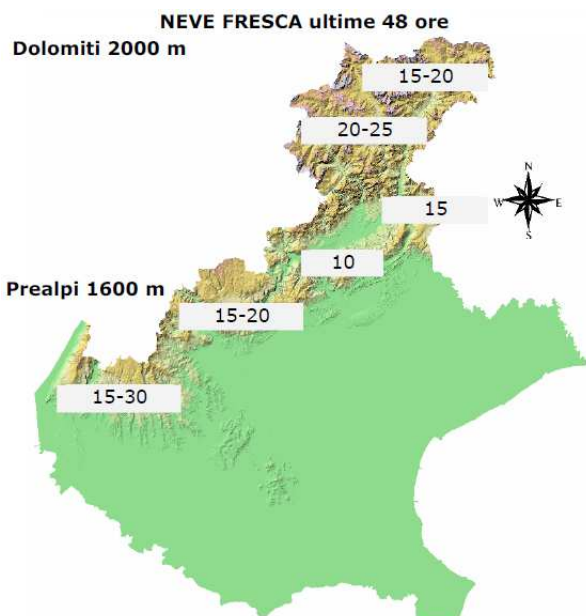 NEVE FRESCA ultime 48 ore
Dolomiti 2000 m
15-20
20-25
N
W E
S
15
10
Prealpi 1600 m
15-20
15-30